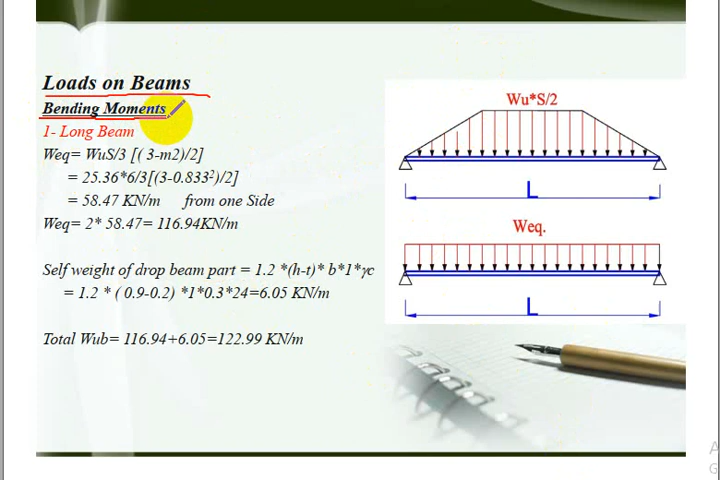 Loads on Beams
Bending Moments
1- Long Beam
Weq= WuS/3 [( 3-m2)/2]
= 25.36*6/3[(3-0.833²)/2]
= 58.47 KN/m from one Side
Weq= 2* 58.47= 116.94KN/m
Self weight of drop beam part = 1.2 *(h-t)* b*1*γc
= 1.2 * ( 0.9-0.2) *1*0.3*24=6.05 KN/m
Total Wub= 116.94+6.05=122.99 KN/m
Wu*S/2
L
Weq.
L